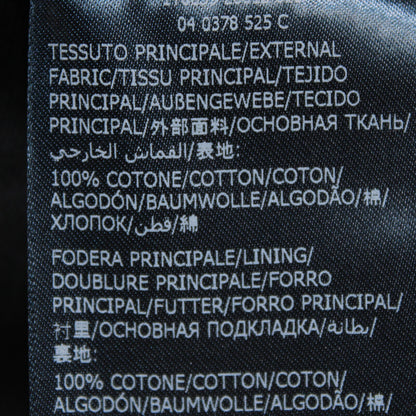 04 0378 525 C
TESSUTO PRINCIPALE/EXTERNAL
FABRIC/TISSU PRINCIPAL/TEJIDO
PRINCIPAL/AUßENGEWEBE/TECIDO
PRINCIPAL/外部面料/ОСНОВНАЯ ТКАНЬ/
القماش الخارجي/表地:
100% COTONE/COTTON/COTON/
ALGODÓN/BAUMWOLLE/ALGODÃO/棉/
ХЛОПОК/قطن/綿
FODERA PRINCIPALE/LINING/
DOUBLURE PRINCIPALE/FORRO
PRINCIPAL/FUTTER/FORRO PRINCIPAL/
衬里/ОСНОВНАЯ ПОДКЛАДКА/بطانة/
裏地:
100% COTONE/COTTON/COTON/
ALGODÓN/BAUMWOLLE/ALGODÃO/棉/